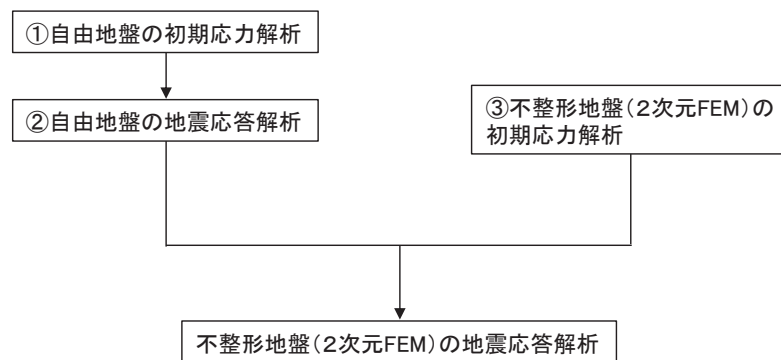 ①自由地盤の初期応力解析
②自由地盤の地震応答解析
③不整形地盤(2次元FEM)の
初期応力解析
不整形地盤(2次元FEM)の地震応答解析